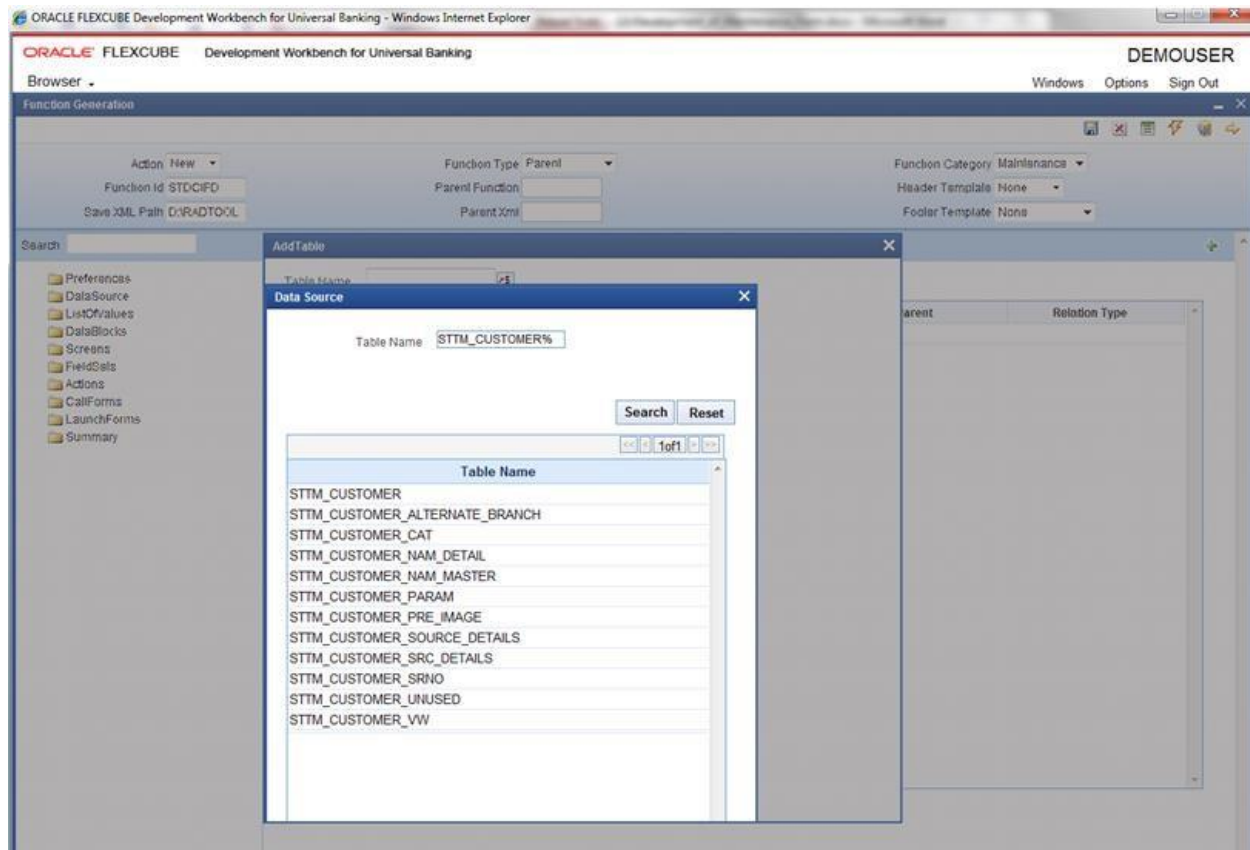 ORACLE FLEXCUBE Development Workbench for Universal Banking - Windows Internet Explorer
ORACLE FLEXCUBE Development Workbench for Universal Banking DEMOUSER
Browser Windows Options Sign Out
Function Generation
Action New Function Type Parent Function Category Maintenance
Function Id STDCIFD Parent Function Header Template None
Save XML Path D:\RADTOOL Parent Xml Footer Template None
Search AddTable
Preferences
DataSource
ListOfValues
DataBlocks
Screens
FieldSets
Actions
CallForms
LaunchForms
Summary
Table Name
Data Source
arent Relation Type
Table Name STTM_CUSTOMER%
Search Reset
<< < 1of1 > >>
Table Name
STTM_CUSTOMER
STTM_CUSTOMER_ALTERNATE_BRANCH
STTM_CUSTOMER_CAT
STTM_CUSTOMER_NAM_DETAIL
STTM_CUSTOMER_NAM_MASTER
STTM_CUSTOMER_PARAM
STTM_CUSTOMER_PRE_IMAGE
STTM_CUSTOMER_SOURCE_DETAILS
STTM_CUSTOMER_SRC_DETAILS
STTM_CUSTOMER_SRNO
STTM_CUSTOMER_UNUSED
STTM_CUSTOMER_VW